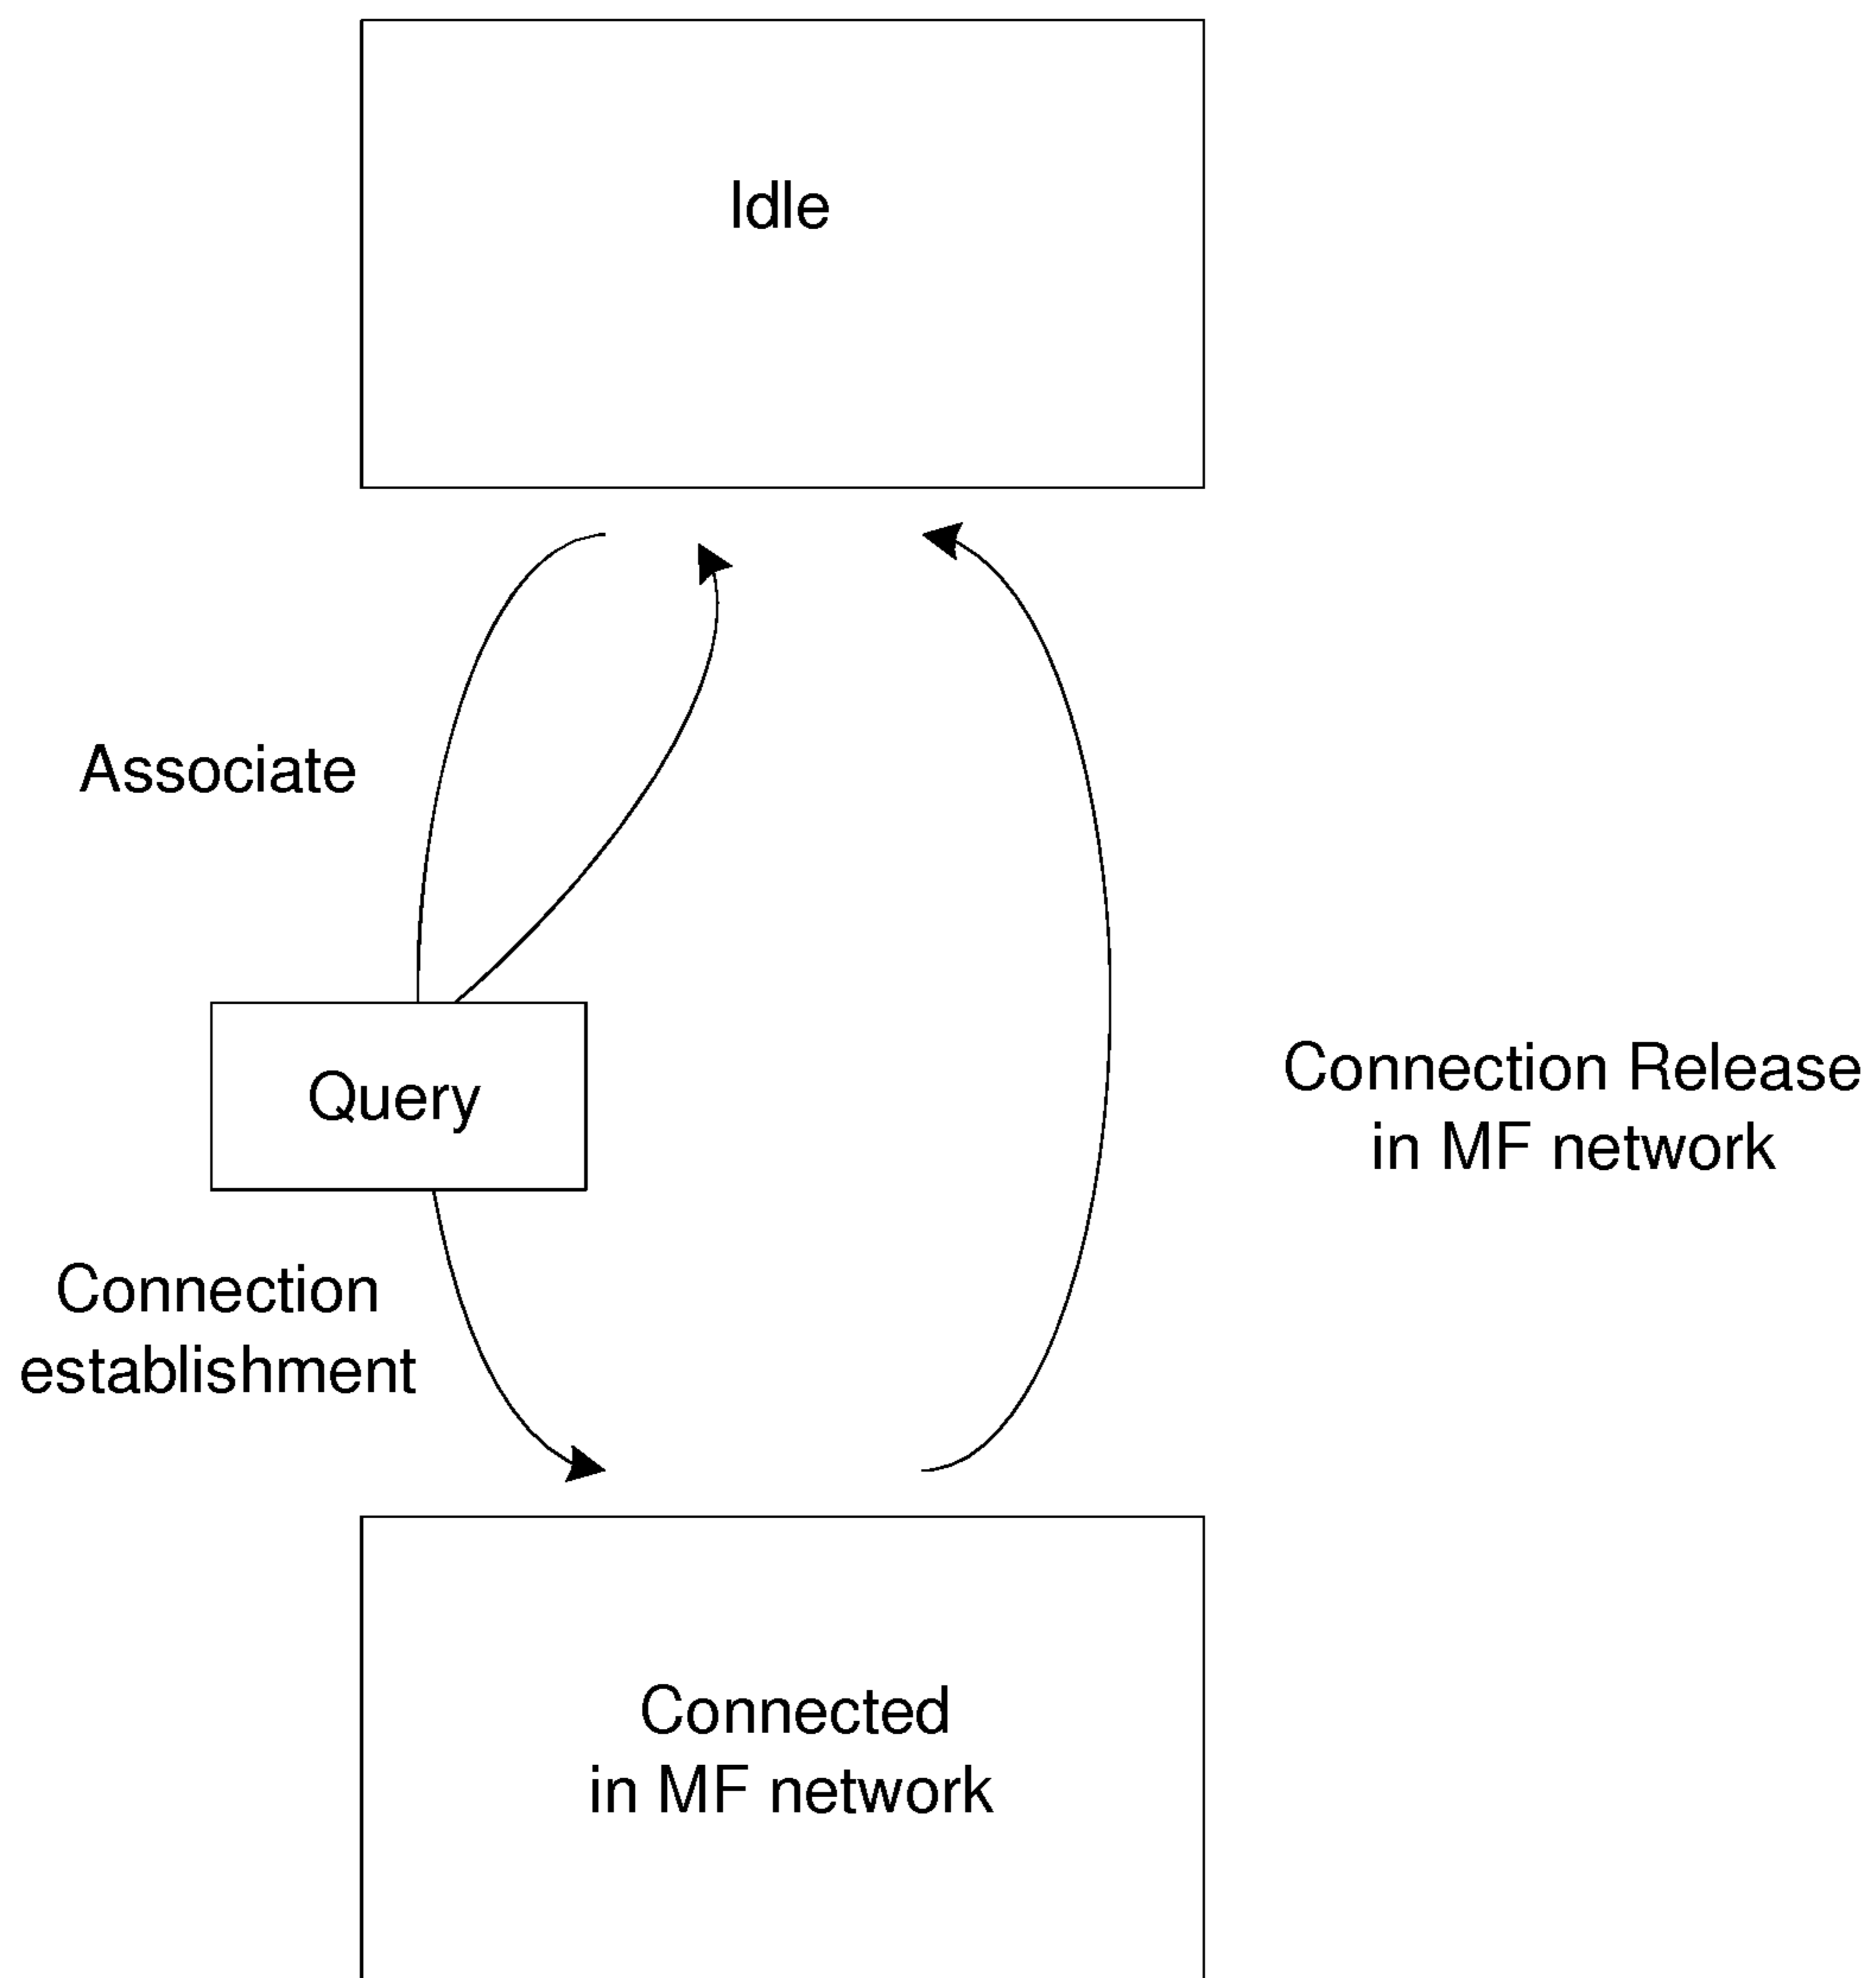 Idle
Associate
Query
Connection Release
in MF network
Connection
establishment
Connected
in MF network